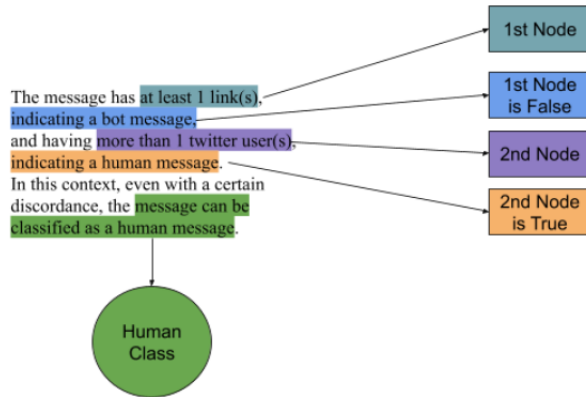 1st Node
The message has at least 1 link(s),
indicating a bot message,
and having more than 1 twitter user(s),
indicating a human message.
In this context, even with a certain
discordance, the message can be
classified as a human message.
1st Node
is False
2nd Node
2nd Node
is True
Human
Class